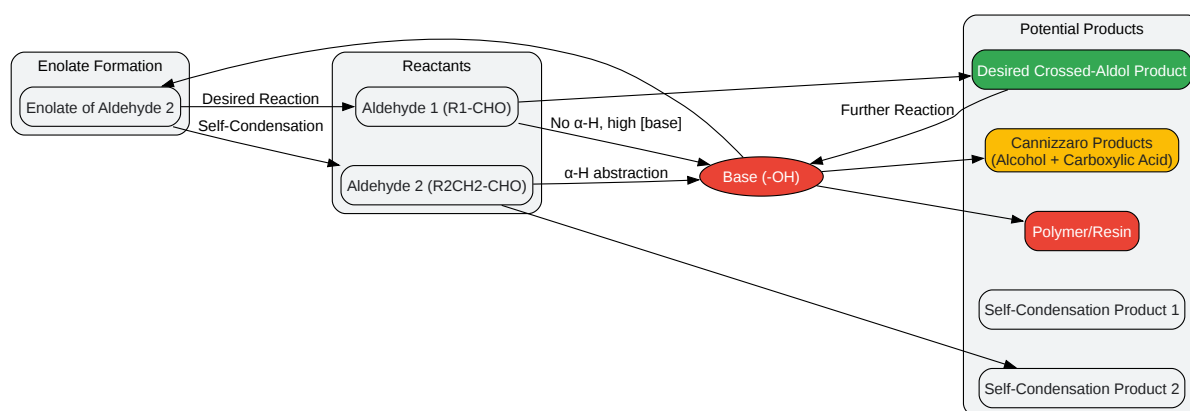 Potential Products
Enolate Formation
Reactants
Desired Crossed-Aldol Product
Enolate of Aldehyde 2
Desired Reaction
Aldehyde 1 (R1-CHO)
Further Reaction
Self-Condensation
No α-H, high [base]
Cannizzaro Products
(Alcohol + Carboxylic Acid)
Aldehyde 2 (R2CH2-CHO)
α-H abstraction
Base (-OH)
Polymer/Resin
Self-Condensation Product 1
Self-Condensation Product 2